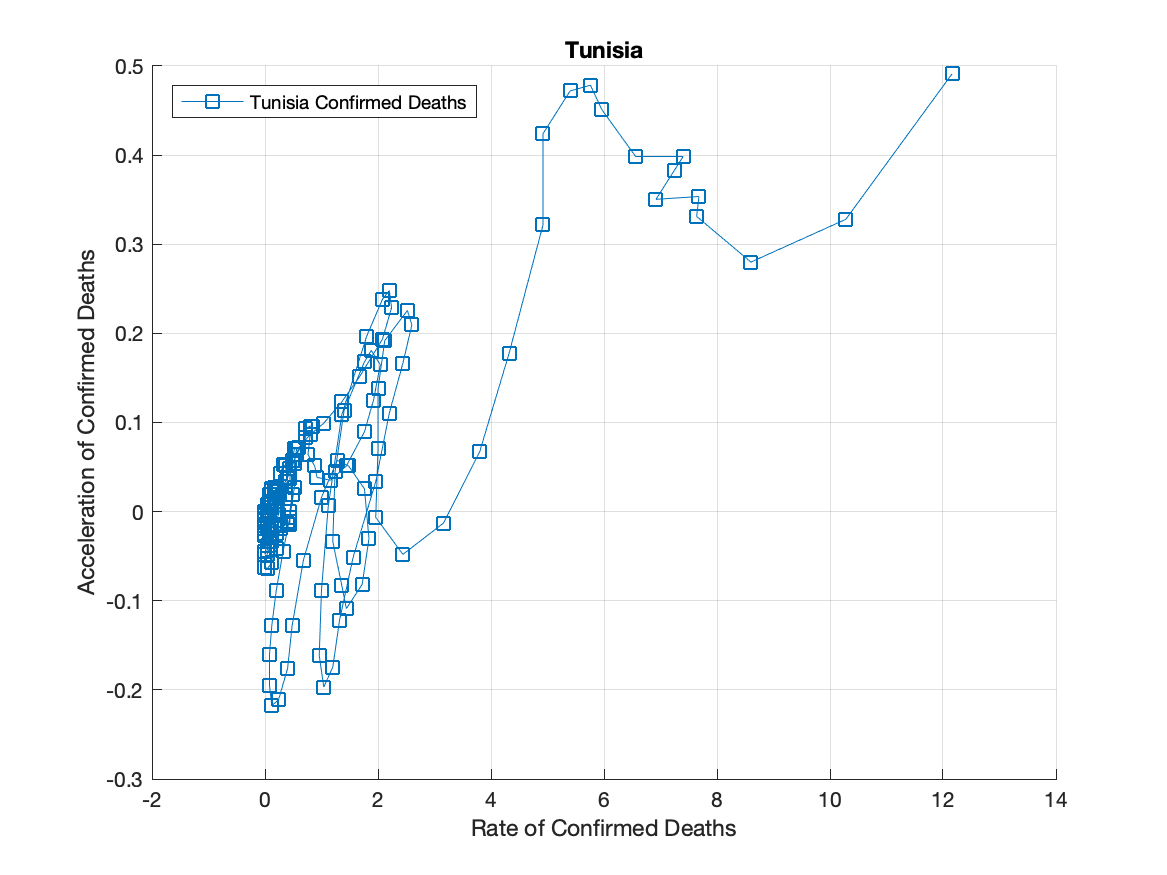 Tunisia
Tunisia Confirmed Deaths
Acceleration of Confirmed Deaths
0.5
0.4
0.3
0.2
0.1
0
-0.1
-0.2
-0.3
-2 0 2 4 6 8 10 12 14
Rate of Confirmed Deaths